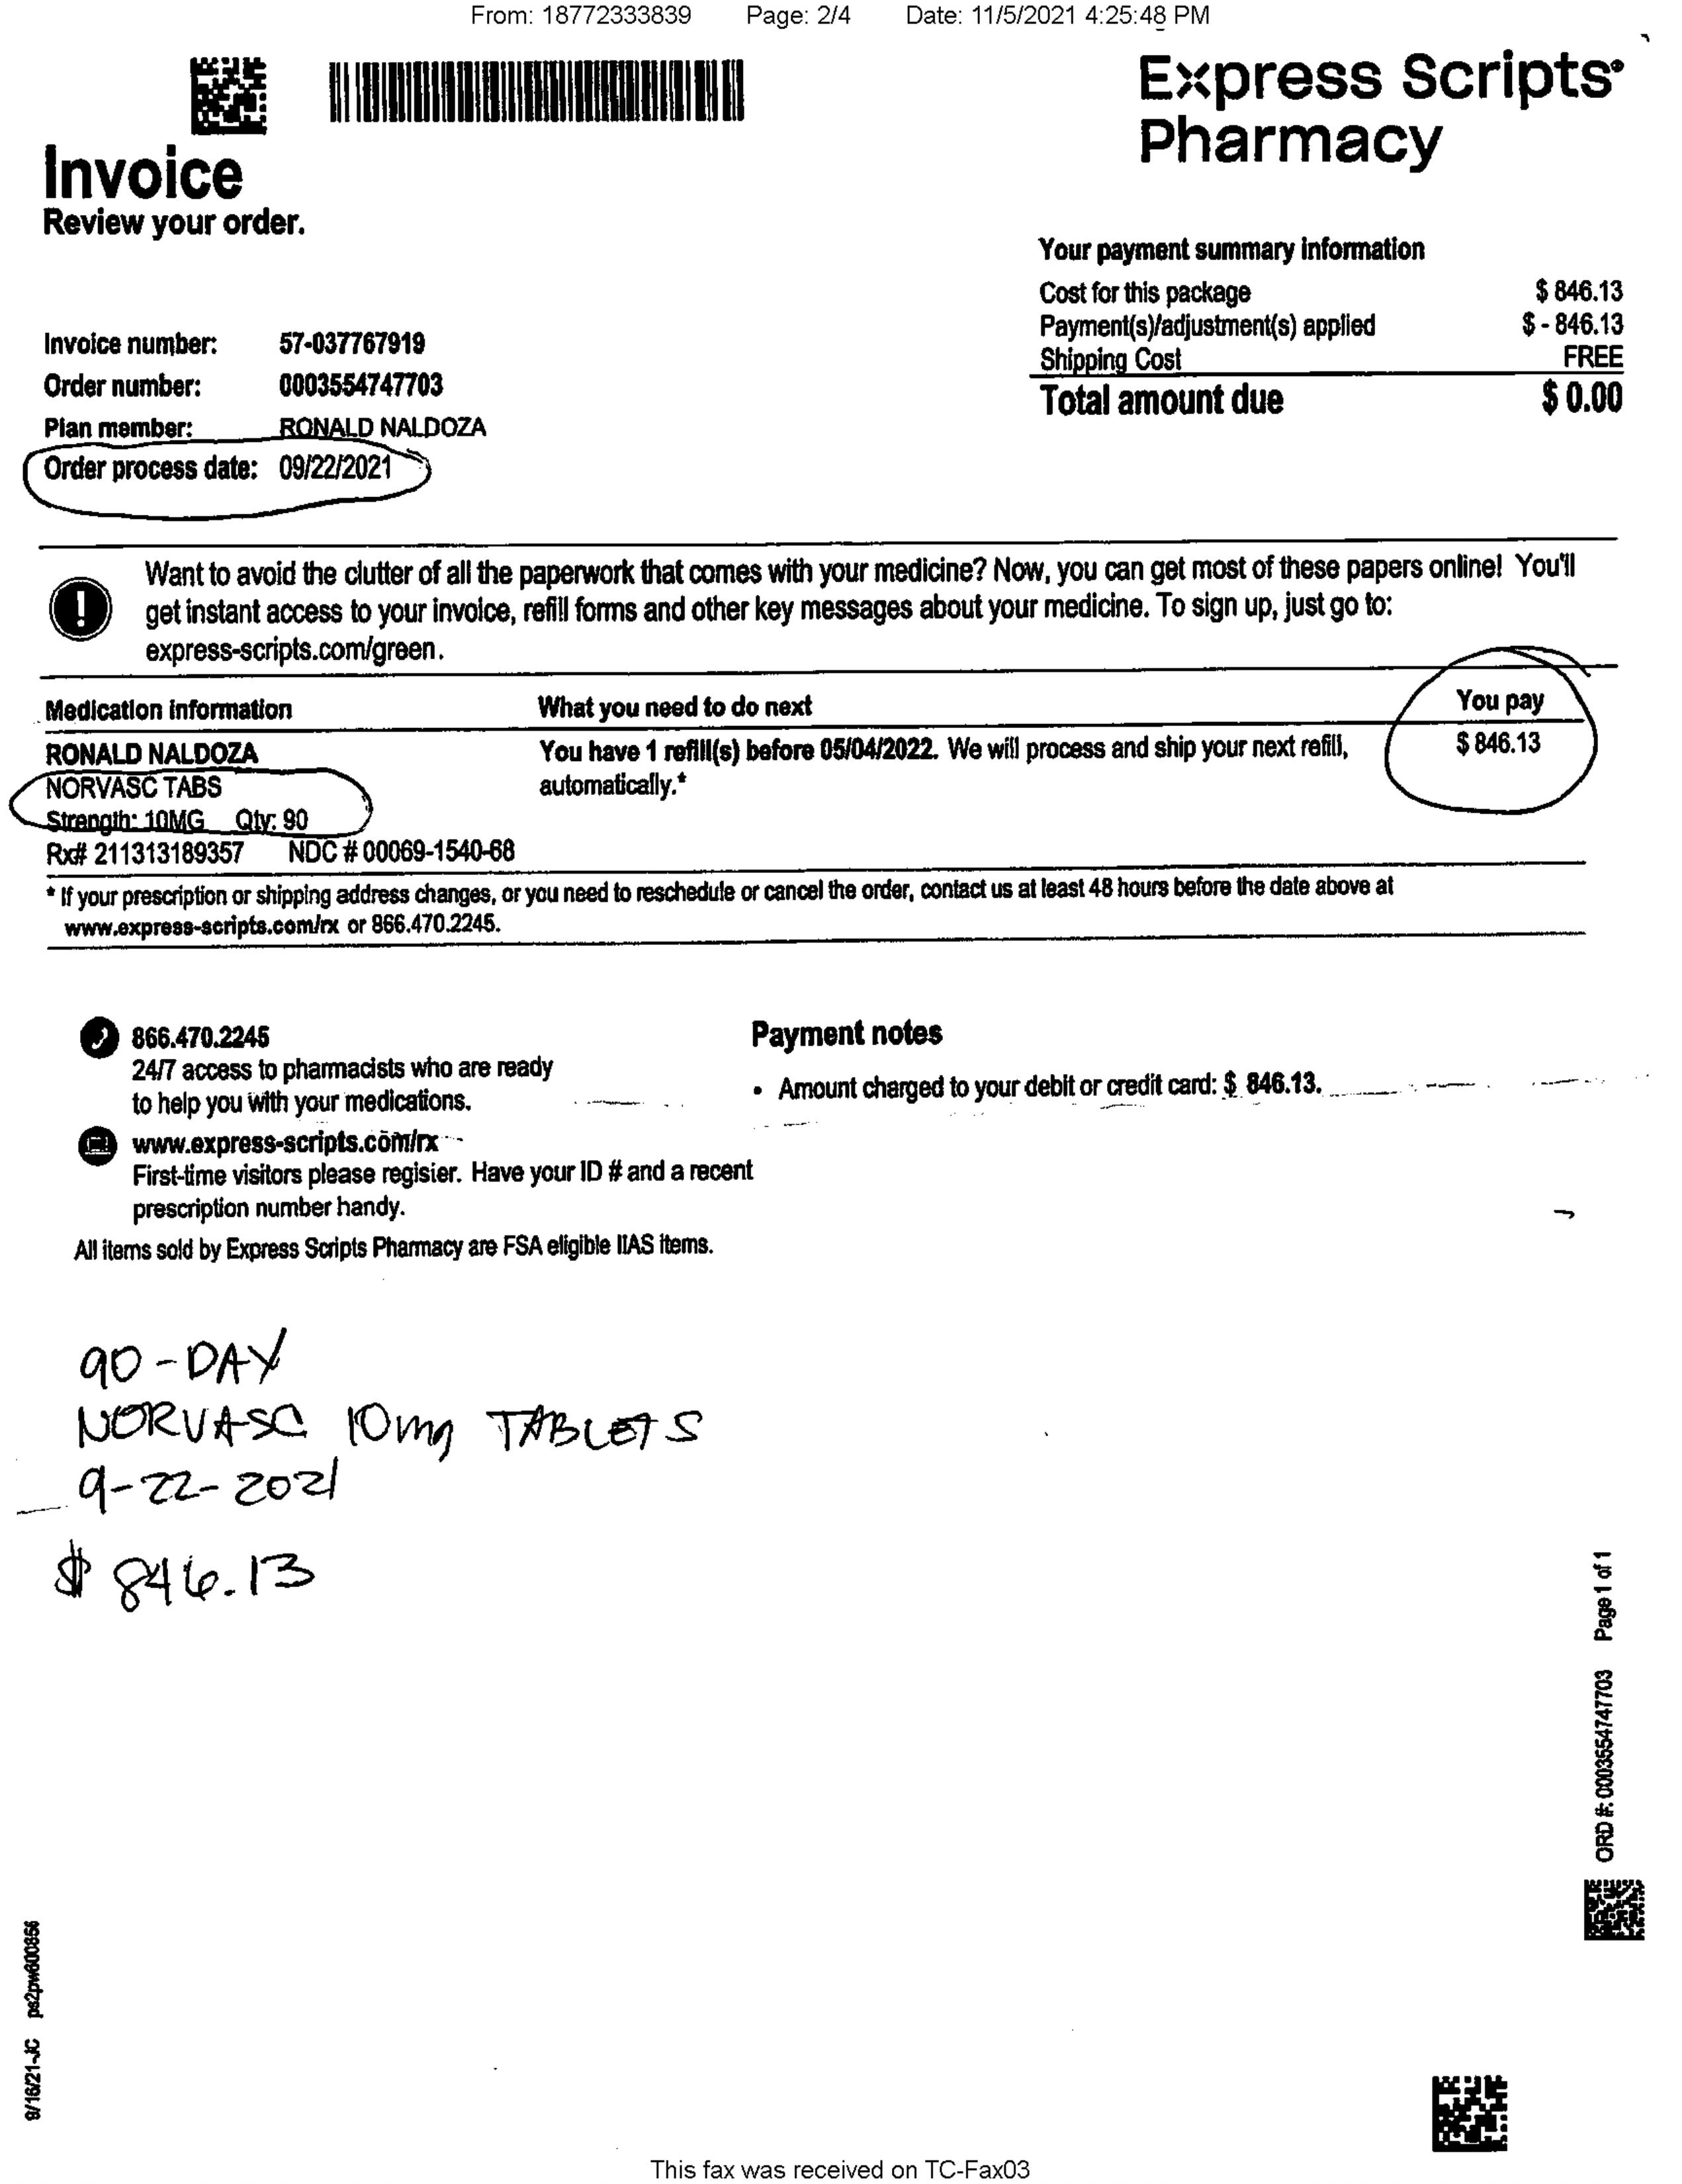 From: 18772333839 Page: 2/4 Date: 11/5/2021 4:25:48 PM
Express Scripts
Pharmacy
Invoice
Review your order.
Your payment summary information
Cost for this package $ 846.13
Payment(s)/adjustment(s) applied $ - 846.13
Shipping Cost FREE
Total amount due $ 0.00
Invoice number: 57-037767919
Order number: 0003554747703
Plan member: RONALD NALDOZA
Order process date: 09/22/2021
Want to avoid the clutter of all the paperwork that comes with your medicine? Now, you can get most of these papers online! You'll
get instant access to your invoice, refill forms and other key messages about your medicine. To sign up, just go to:
express-scripts.com/green.
Medication information What you need to do next You pay
RONALD NALDOZA You have 1 refill(s) before 05/04/2022. We will process and ship your next refill, $ 846.13
NORVASC TABS automatically.*
Strength: 10MG Qty: 90
Rx# 211313189357 NDC # 00069-1540-68
* If your prescription or shipping address changes, or you need to reschedule or cancel the order, contact us at least 48 hours before the date above at
www.express-scripts.com/rx or 866.470.2245.
866.470.2245
24/7 access to pharmacists who are ready
to help you with your medications.
www.express-scripts.com/rx
First-time visitors please register. Have your ID # and a recent
prescription number handy.
All items sold by Express Scripts Pharmacy are FSA eligible IIAS items.
Payment notes
• Amount charged to your debit or credit card: $ 846.13.
90-DAY
NORVASC 10mg TABLETS
9-22-2021
$ 846.13
ORD #: 0003554747703 Page 1 of 1
9/16/21-JC ps2pw600856
This fax was received on TC-Fax03